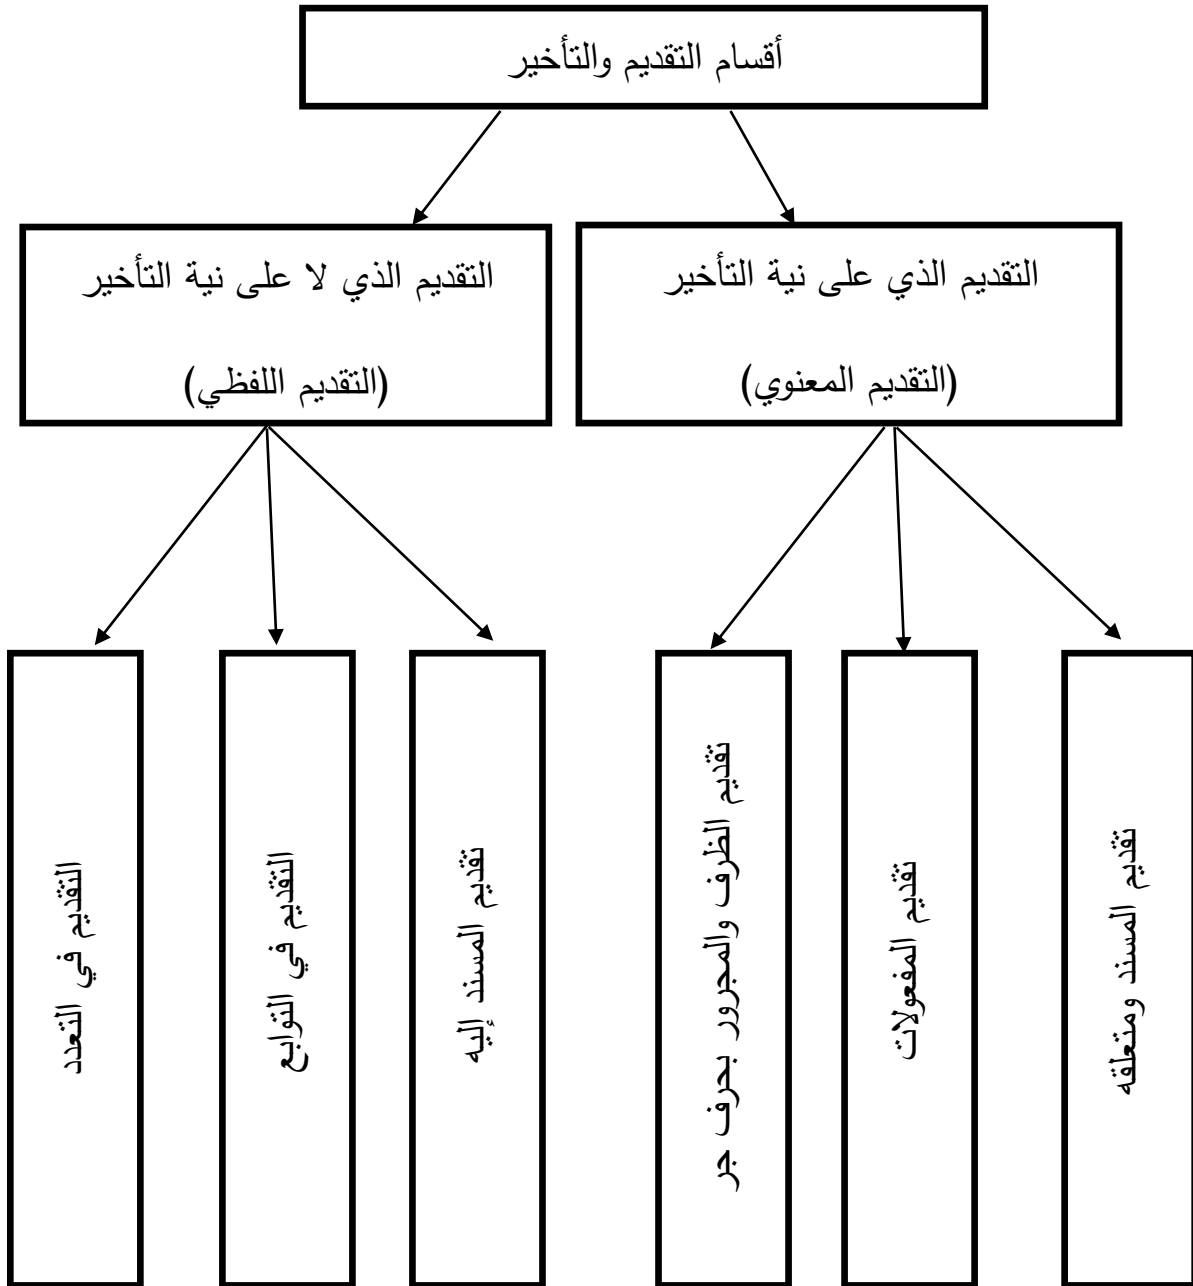 أقسام التقديم والتأخير
التقديم الذي على نية التأخير
(التقديم المعنوي)
التقديم الذي لا على نية التأخير
(التقديم اللفظي)
تقديم المسند ومتعلقه
تقديم المفعولات
تقديم الظرف والمجرور بحرف جر
تقديم المسند إليه
التقديم في التوابع
التقديم في التعدد